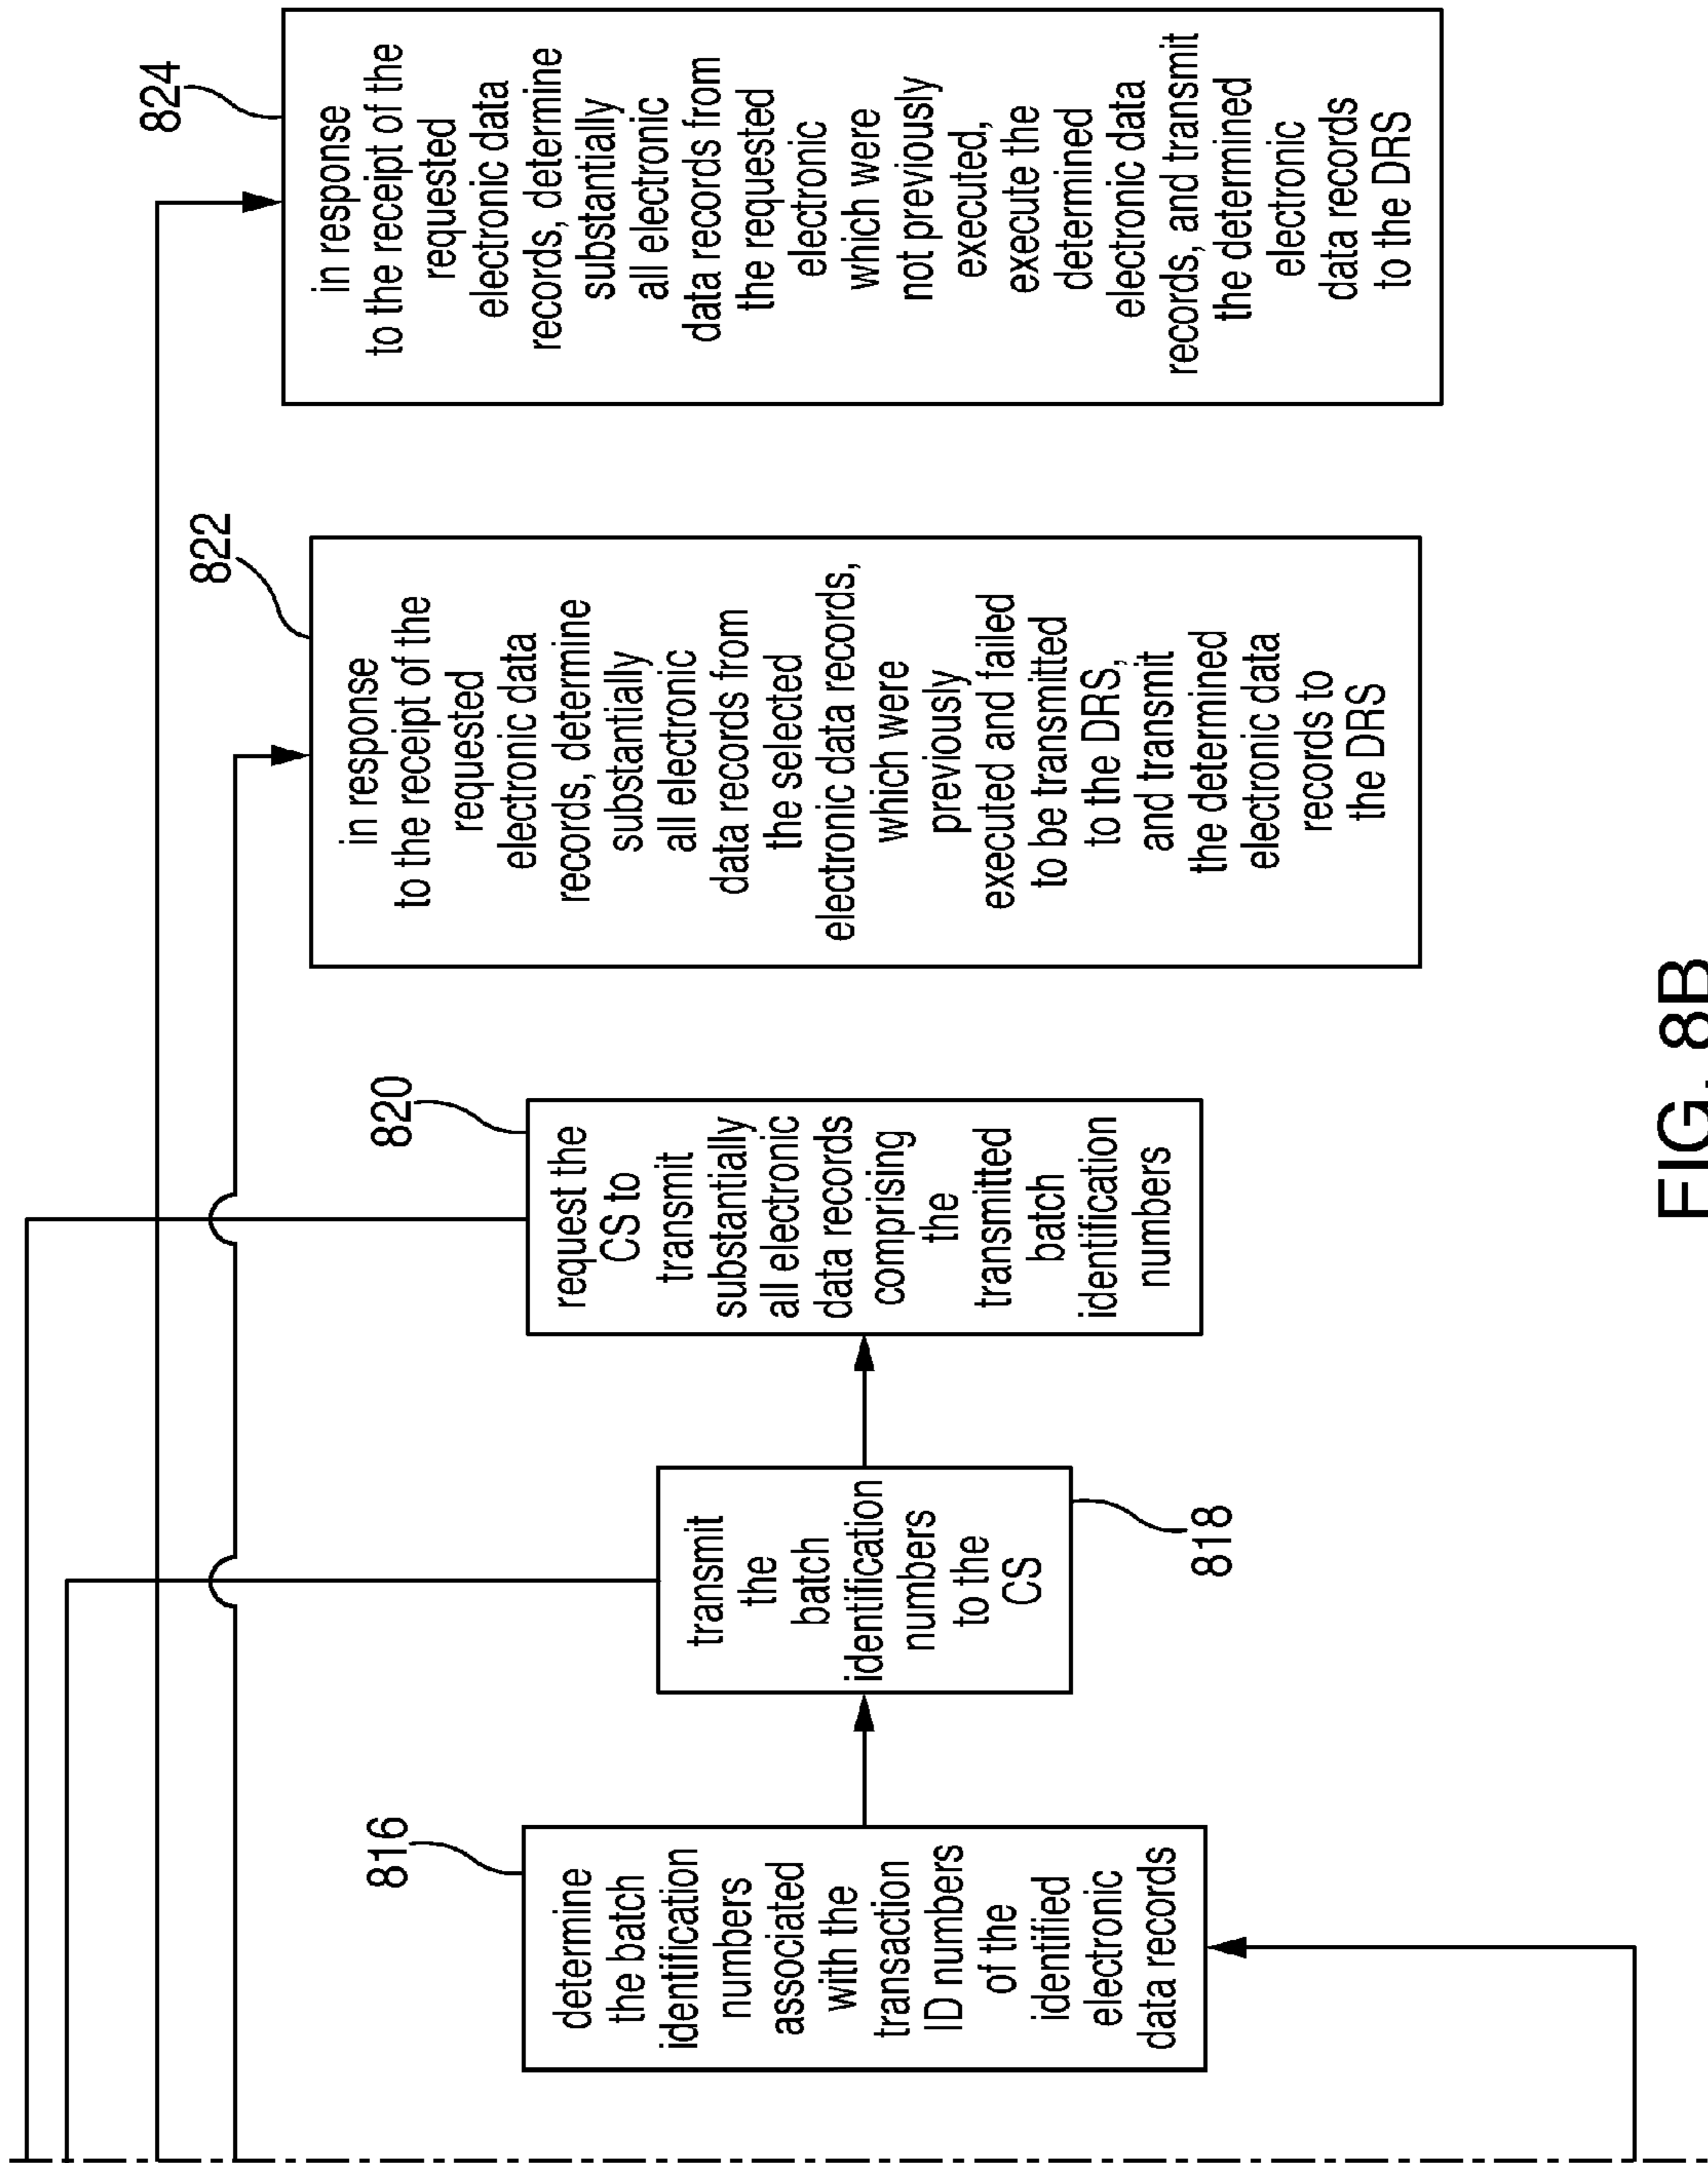 816
determine
the batch
identification
numbers
associated
with the
transaction
ID numbers
of the
identified
electronic
data records
transmit
the
batch
identification
numbers
to the
CS
818
820
request the
CS to
transmit
substantially
all electronic
data records
comprising
the
transmitted
batch
identification
numbers
822
in response
to the receipt of the
requested
electronic data
records, determine
substantially
all electronic
data records from
the selected
electronic data records,
which were
previously
executed and failed
to be transmitted
to the DRS,
and transmit
the determined
electronic data
records to
the DRS
824
in response
to the receipt of the
requested
electronic data
records, determine
substantially
all electronic
data records from
the requested
electronic
which were
not previously
executed,
execute the
determined
electronic data
records, and transmit
the determined
electronic
data records
to the DRS
FIG. 8B